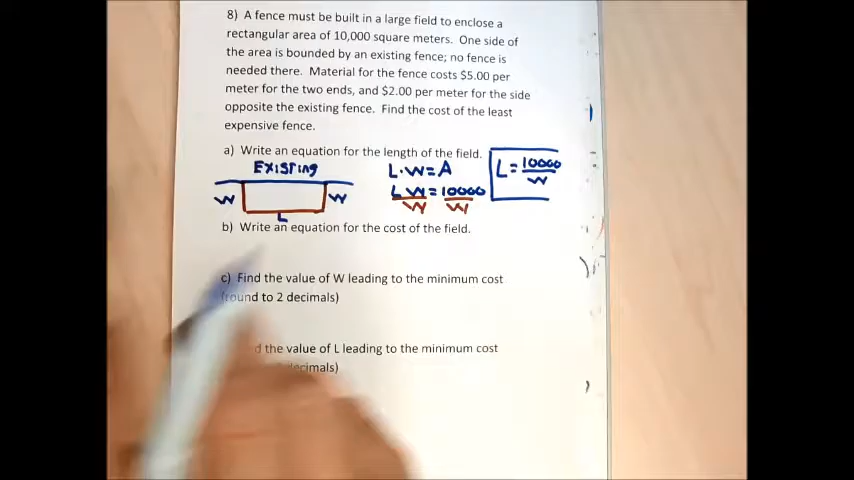 8) A fence must be built in a large field to enclose a
rectangular area of 10,000 square meters. One side of
the area is bounded by an existing fence; no fence is
needed there. Material for the fence costs $5.00 per
meter for the two ends, and $2.00 per meter for the side
opposite the existing fence. Find the cost of the least
expensive fence.
a) Write an equation for the length of the field.
EXISTING
W W
L
L·W=A
LW=10000
W W
L=10000
W
b) Write an equation for the cost of the field.
c) Find the value of W leading to the minimum cost
(round to 2 decimals)
the value of L leading to the minimum cost
decimals)